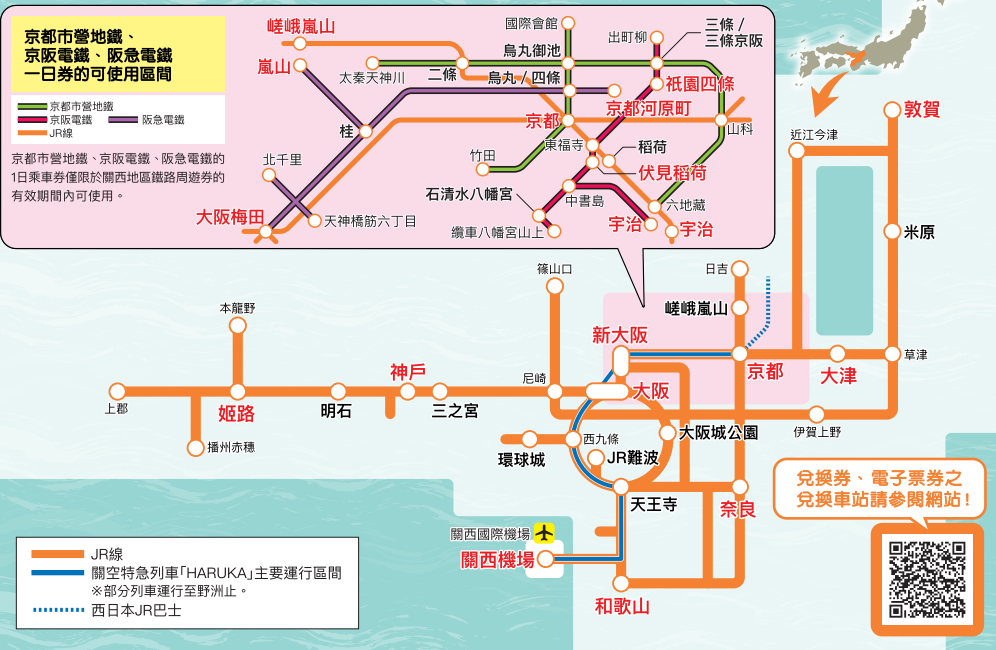 京都市營地鐵、
京阪電鐵、阪急電鐵
一日券的可使用區間
京都市營地鐵
京阪電鐵
阪急電鐵
JR線
京都市營地鐵、京阪電鐵、阪急電鐵的
1日乘車券僅限於關西地區鐵路周遊券的
有效期間內可使用。
嵯峨嵐山
嵐山
太秦天神川
二條
國際會館
烏丸御池
烏丸 / 四條
出町柳
三條 /
三條京阪
祇園四條
京都河原町
桂
京都
山科
東福寺
稻荷
伏見稻荷
竹田
北千里
石清水八幡宮
中書島
六地藏
大阪梅田
天神橋筋六丁目
纜車八幡宮山上
宇治
宇治
敦賀
近江今津
米原
篠山口
日吉
嵯峨嵐山
本龍野
新大阪
京都
大津
草津
神戶
尼崎
大阪
上郡
姬路
明石
三之宮
伊賀上野
播州赤穗
環球城
西九條
大阪城公園
JR難波
天王寺
奈良
關西國際機場
關西機場
和歌山
兌換券、電子票券之
兌換車站請參閱網站!
JR線
關空特急列車「HARUKA」主要運行區間
※部分列車運行至野洲止。
西日本JR巴士